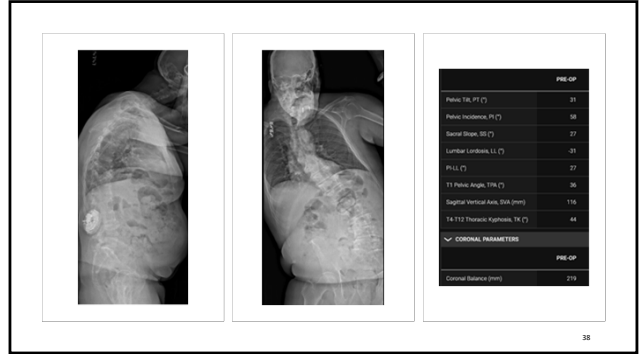 PRE-OP
Pelvic Tilt, PT (°) 31
Pelvic Incidence, PI (°) 58
Sacral Slope, SS (°) 27
Lumbar Lordosis, LL (°) -31
PI-LL (°) 27
T1 Pelvic Angle, TPA (°) 36
Sagittal Vertical Axis, SVA (mm) 116
T4-T12 Thoracic Kyphosis, TK (°) 44
CORONAL PARAMETERS
PRE-OP
Coronal Balance (mm) 219
38